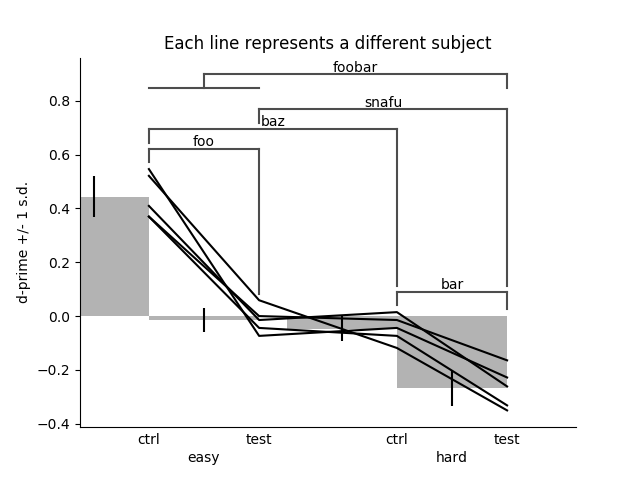 Each line represents a different subject
foobar
snafu
baz
foo
bar
d-prime +/- 1 s.d.
0.8
0.6
0.4
0.2
0.0
−0.2
−0.4
ctrl test ctrl test
easy hard